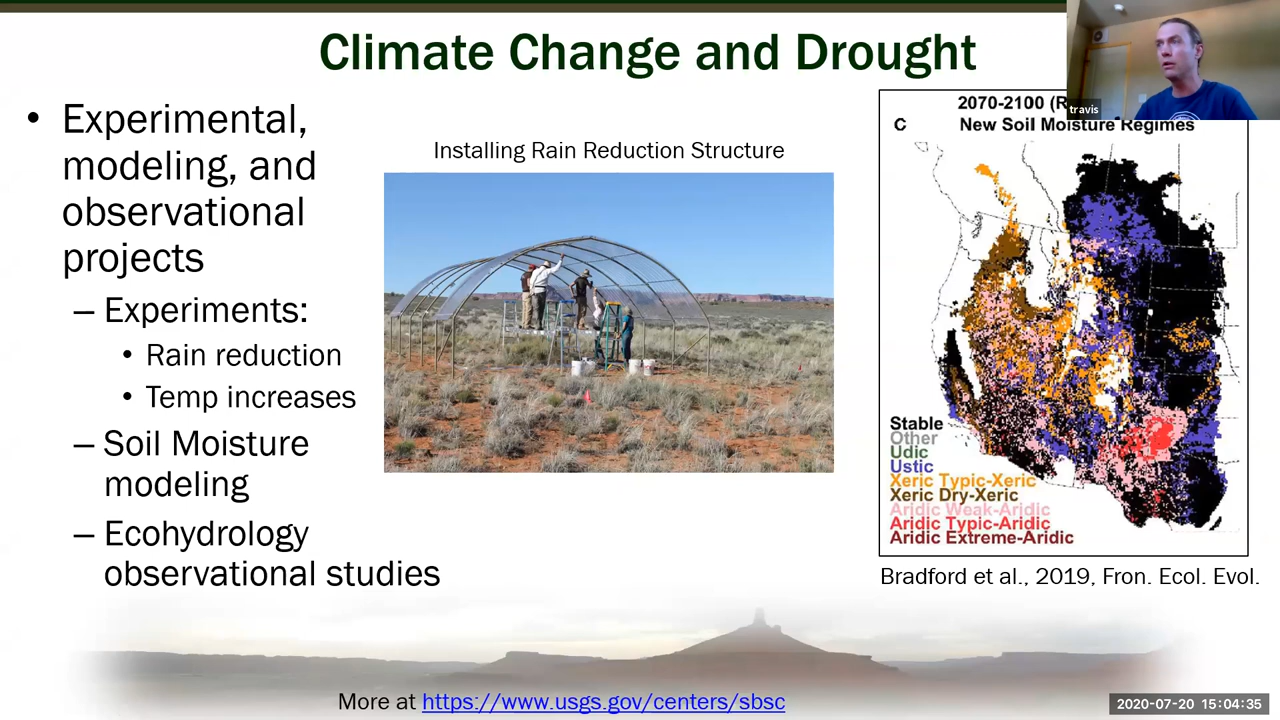 Climate Change and Drought
• Experimental,
modeling, and
observational
projects
– Experiments:
• Rain reduction
• Temp increases
– Soil Moisture
modeling
– Ecohydrology
observational studies
Installing Rain Reduction Structure
travis
2070-2100
C New Soil Moisture Regimes
Stable
Other
Udic
Ustic
Xeric Typic-Xeric
Xeric Dry-Xeric
Aridic Weak-Aridic
Aridic Typic-Aridic
Aridic Extreme-Aridic
Bradford et al., 2019, Fron. Ecol. Evol.
More at https://www.usgs.gov/centers/sbsc
2020-07-20 15:04:35